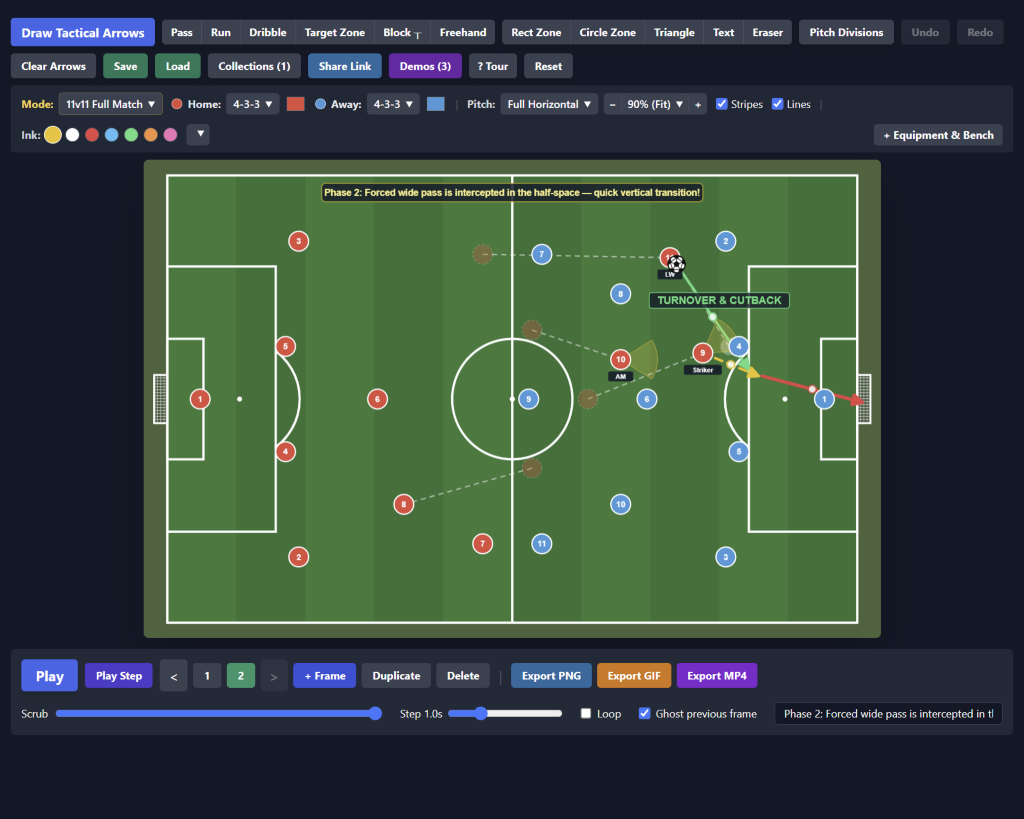 Draw Tactical Arrows Pass Run Dribble Target Zone Block Freehand Rect Zone Circle Zone Triangle Text Eraser Pitch Divisions Undo Redo
Clear Arrows Save Load Collections (1) Share Link Demos (3) ? Tour Reset
Mode: 11v11 Full Match ▼ Home: 4-3-3 ▼ Away: 4-3-3 ▼ | Pitch: Full Horizontal ▼ − 90% (Fit) ▼ + Stripes Lines |
Ink: ▼ + Equipment & Bench
Phase 2: Forced wide pass is intercepted in the half-space — quick vertical transition!
3
7
2
LW
8
TURNOVER & CUTBACK
5
10
9
4
AM
Striker
1
6
9
6
1
4
5
8
10
7
11
2
3
Play Play Step < 1 2 > + Frame Duplicate Delete | Export PNG Export GIF Export MP4
Scrub Step 1.0s Loop Ghost previous frame Phase 2: Forced wide pass is intercepted in